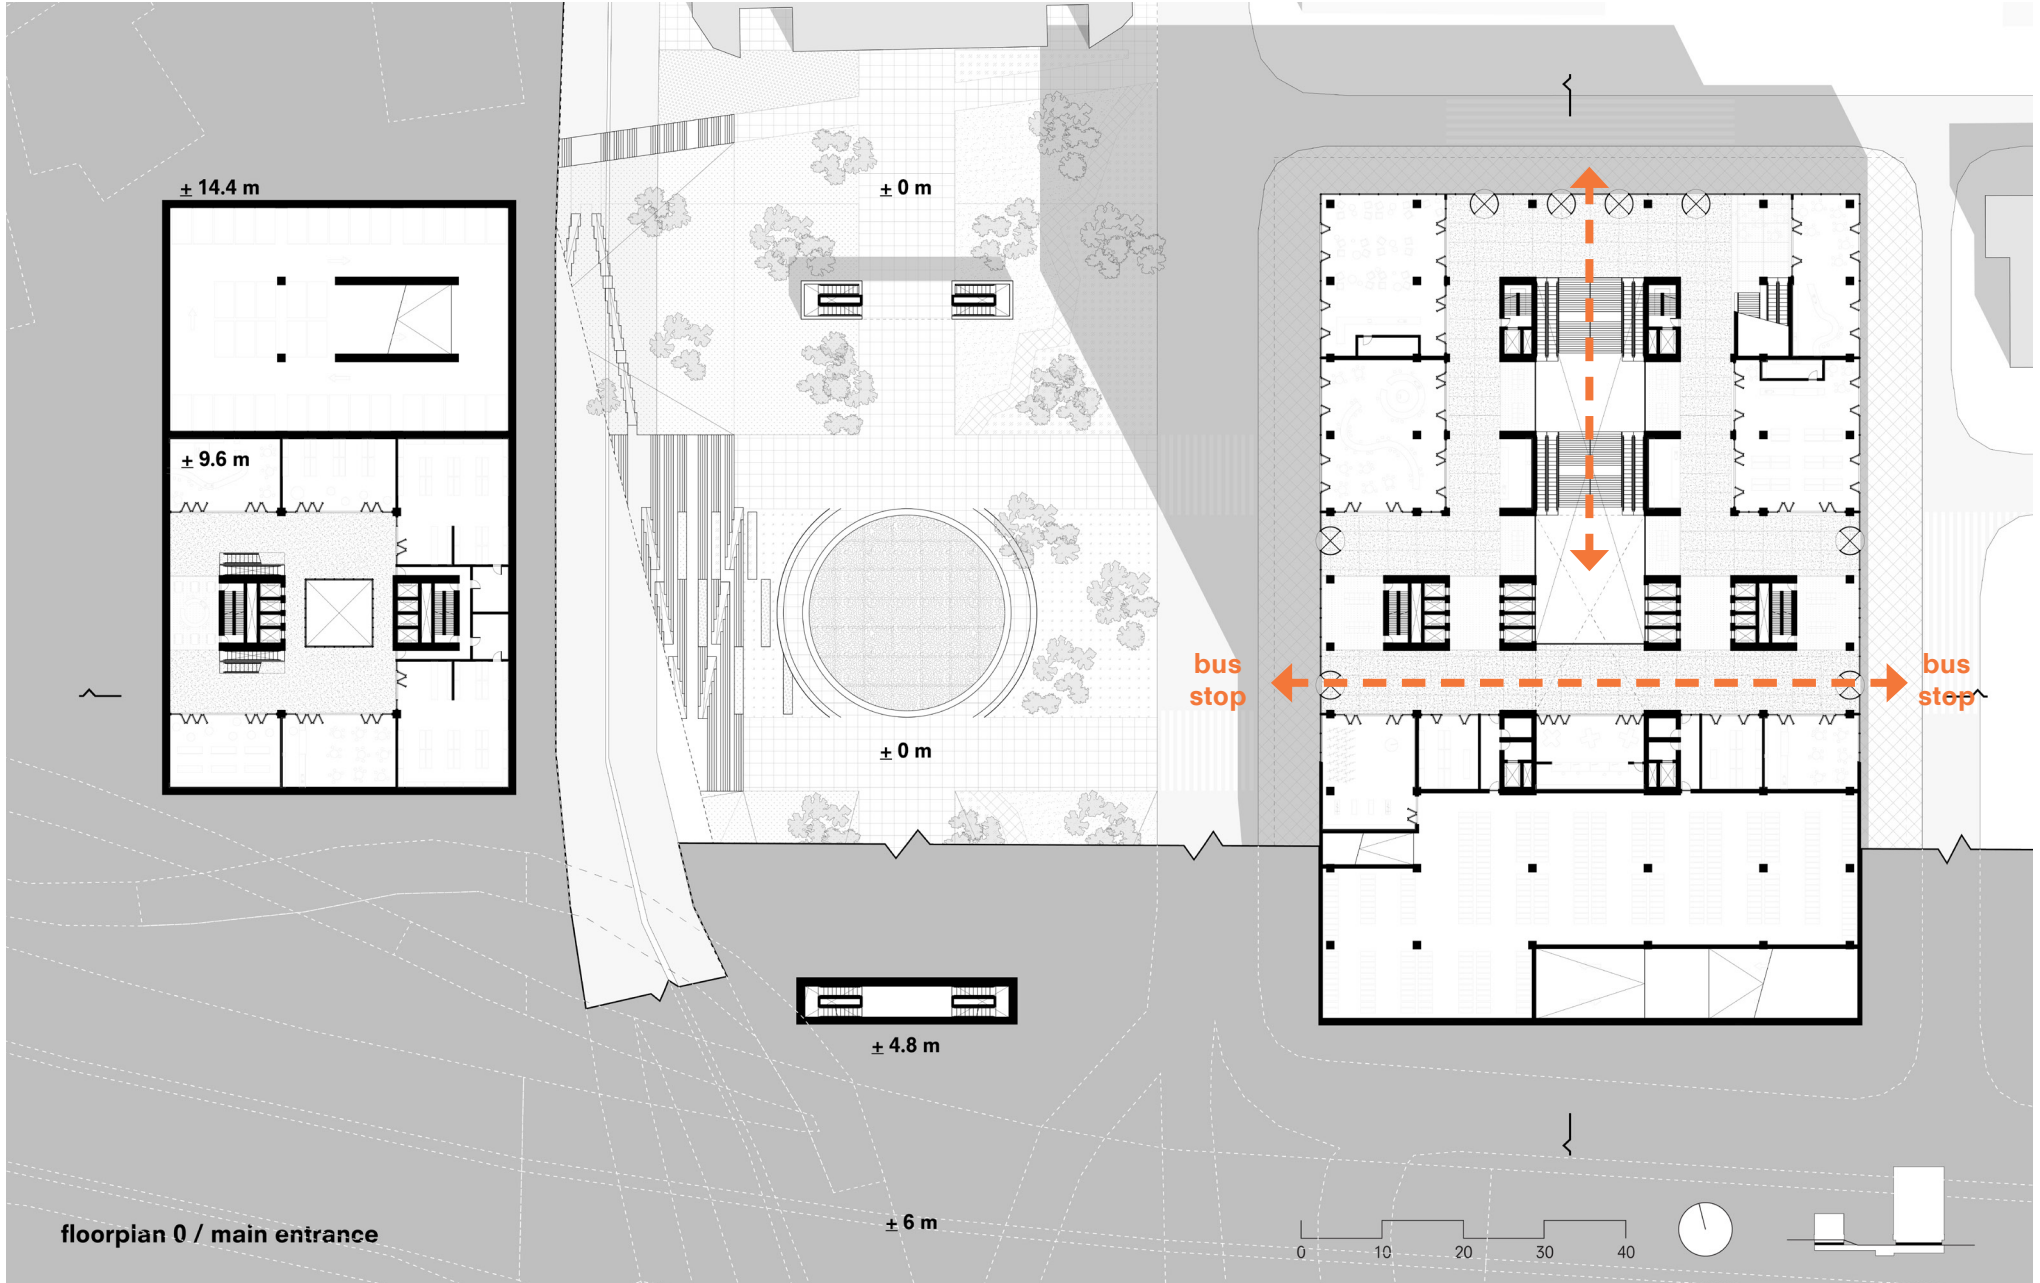 ± 14.4 m
± 0 m
± 9.6 m
bus
stop
bus
stop
± 0 m
± 4.8 m
± 6 m
floorplan 0 / main entrance
0 10 20 30 40